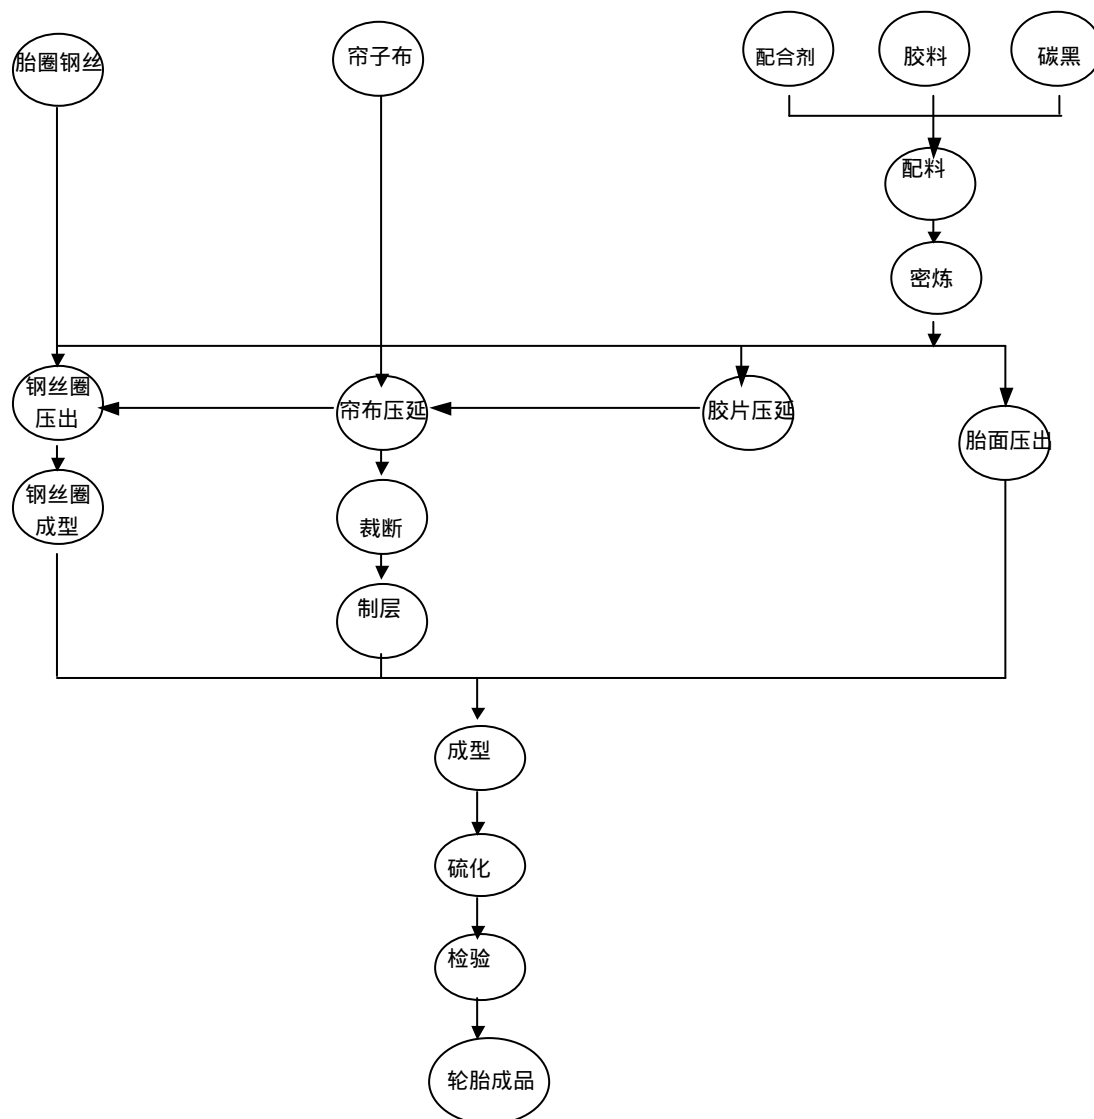 胎圈钢丝
帘子布
配合剂
胶料
碳黑
配料
密炼
钢丝圈
压出
帘布压延
胶片压延
胎面压出
钢丝圈
成型
裁断
制层
成型
硫化
检验
轮胎成品